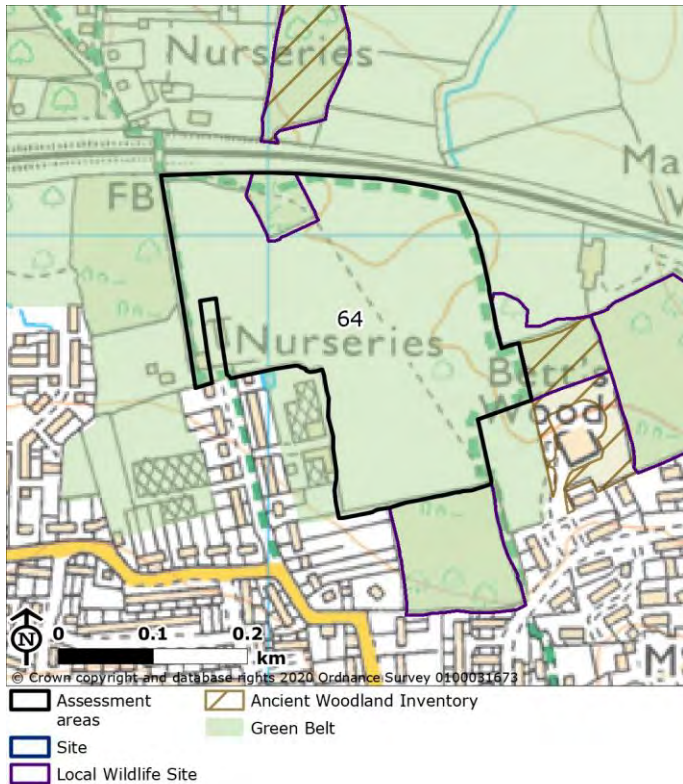 Nurseries
FB
Ma
64
Nurseries
Bett's
Wood
N
0 0.1 0.2
km
© Crown copyright and database rights 2020 Ordnance Survey 0100031673
Assessment
areas
Site
Local Wildlife Site
Ancient Woodland Inventory
Green Belt